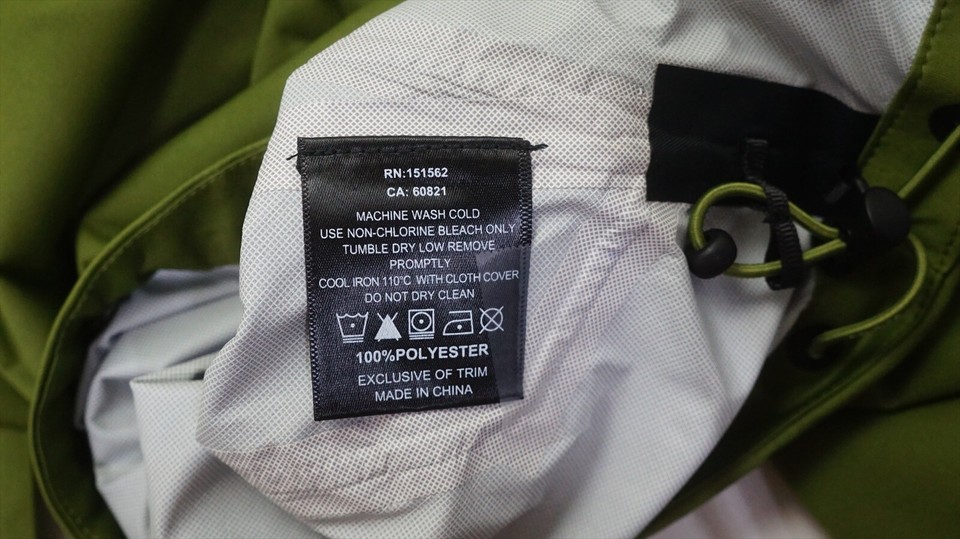 RN:151562
CA: 60821
MACHINE WASH COLD
USE NON-CHLORINE BLEACH ONLY
TUMBLE DRY LOW REMOVE
PROMPTLY
COOL IRON 110°C WITH CLOTH COVER
DO NOT DRY CLEAN
100%POLYESTER
EXCLUSIVE OF TRIM
MADE IN CHINA